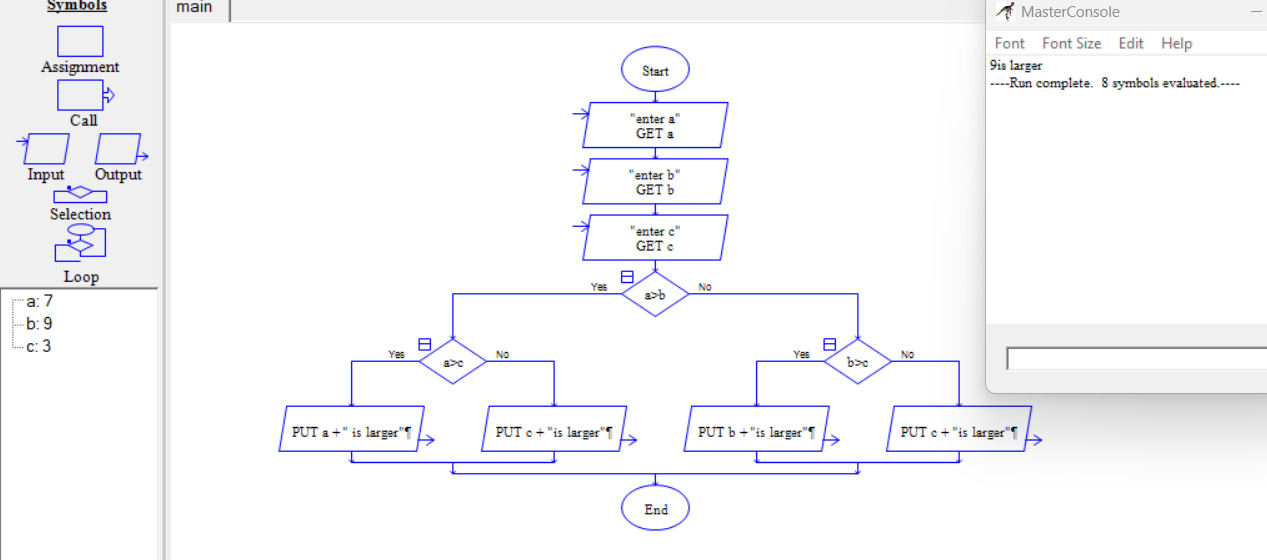 Symbols
Assignment
Call
Input Output
Selection
Loop
a: 7
b: 9
c: 3
main
Start
"enter a"
GET a
"enter b"
GET b
"enter c"
GET c
a>b
Yes
No
a>c
Yes
No
b>c
Yes
No
PUT a +" is larger"¶
PUT c +"is larger"¶
PUT b +"is larger"¶
PUT c +"is larger"¶
End
MasterConsole
Font Font Size Edit Help
9is larger
----Run complete.  8 symbols evaluated.----